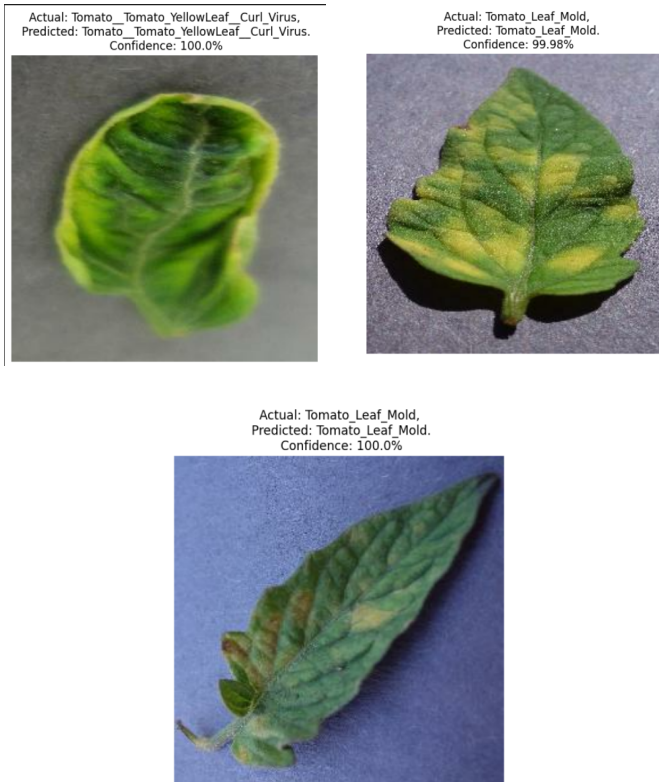 Actual: Tomato__Tomato_YellowLeaf__Curl_Virus,
Predicted: Tomato__Tomato_YellowLeaf__Curl_Virus.
Confidence: 100.0%
Actual: Tomato_Leaf_Mold,
Predicted: Tomato_Leaf_Mold.
Confidence: 99.98%
Actual: Tomato_Leaf_Mold,
Predicted: Tomato_Leaf_Mold.
Confidence: 100.0%